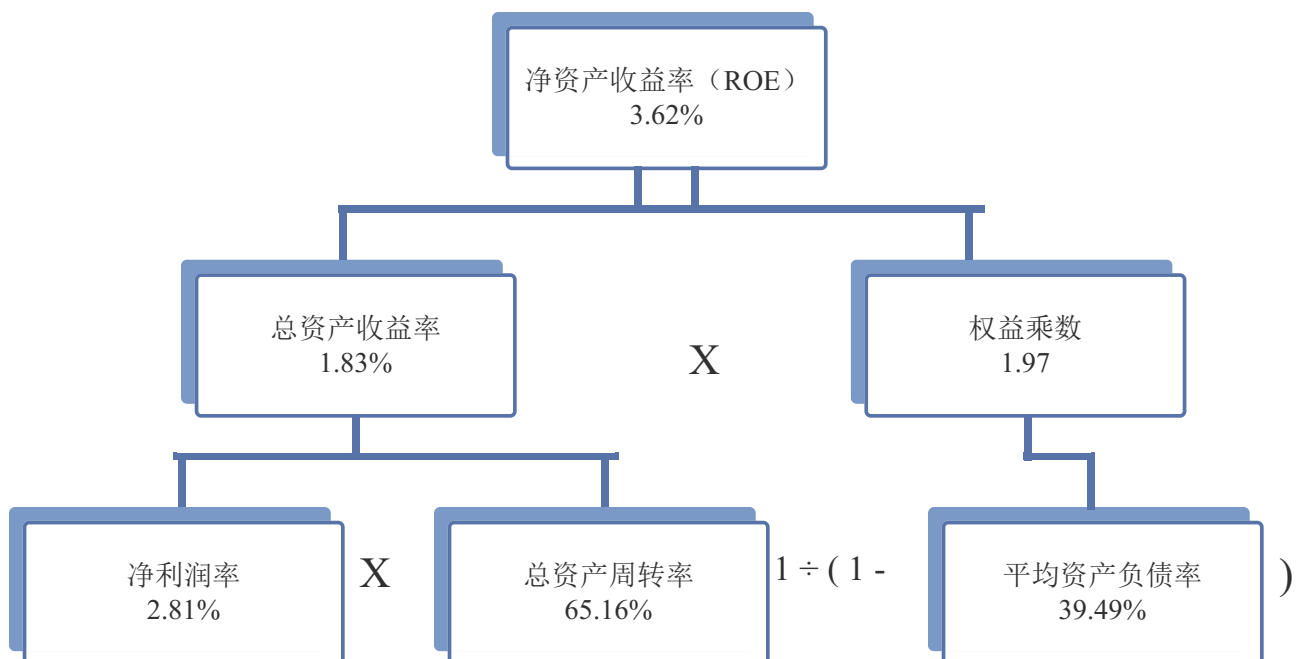 净资产收益率（ROE）
3.62%
总资产收益率
1.83%
X
权益乘数
1.97
净利润率
2.81%
X
总资产周转率
65.16%
1 ÷ ( 1 -
平均资产负债率
39.49%
)